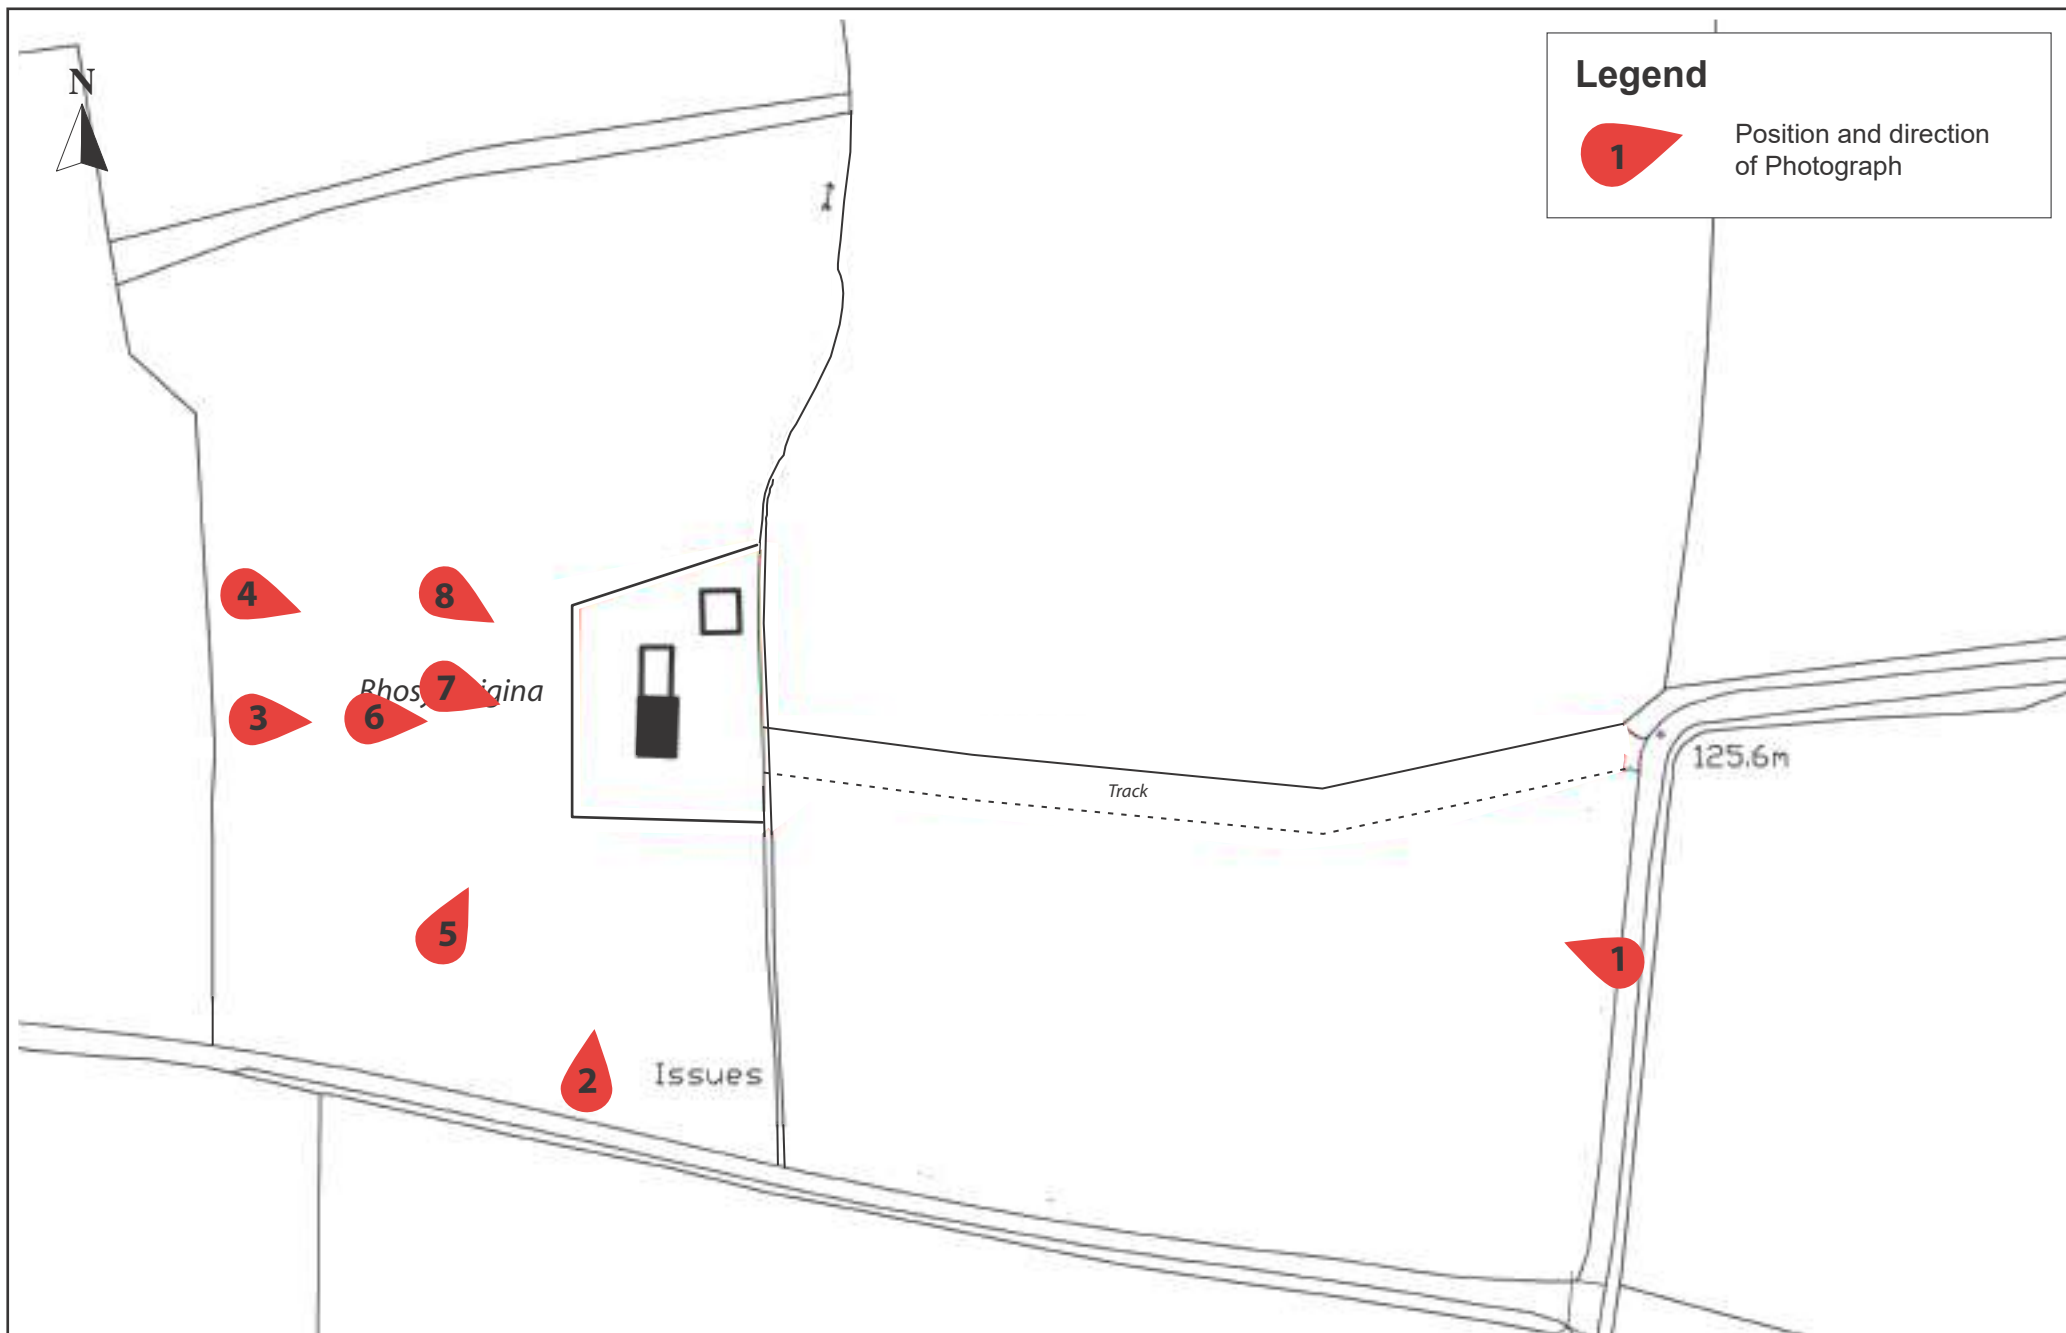 N
Legend
1
Position and direction
of Photograph
4
8
7
3
6
125.6m
Track
5
1
2
Issues